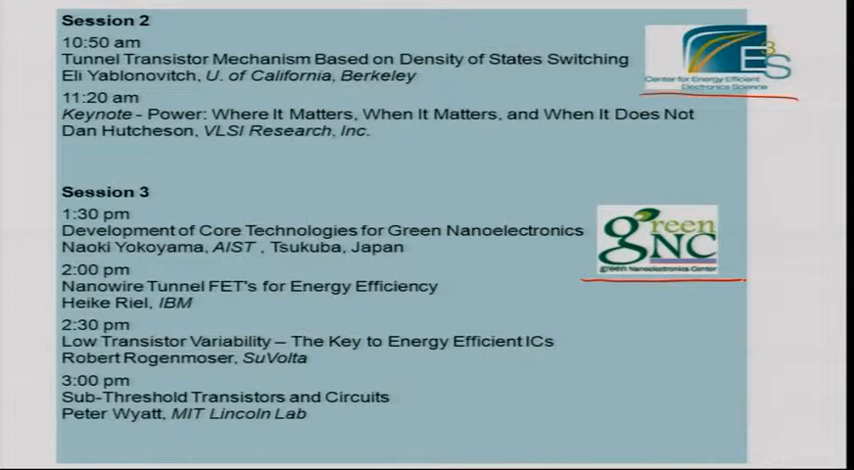 Session 2
10:50 am
Tunnel Transistor Mechanism Based on Density of States Switching
Eli Yablonovitch, U. of California, Berkeley
11:20 am
Keynote - Power: Where It Matters, When It Matters, and When It Does Not
Dan Hutcheson, VLSI Research, Inc.
E3S
Center for Energy Efficient
Electronics Science
Session 3
1:30 pm
Development of Core Technologies for Green Nanoelectronics
Naoki Yokoyama, AIST , Tsukuba, Japan
2:00 pm
Nanowire Tunnel FET's for Energy Efficiency
Heike Riel, IBM
2:30 pm
Low Transistor Variability – The Key to Energy Efficient ICs
Robert Rogenmoser, SuVolta
3:00 pm
Sub-Threshold Transistors and Circuits
Peter Wyatt, MIT Lincoln Lab
green
GNC
green Nanoelectronics Center